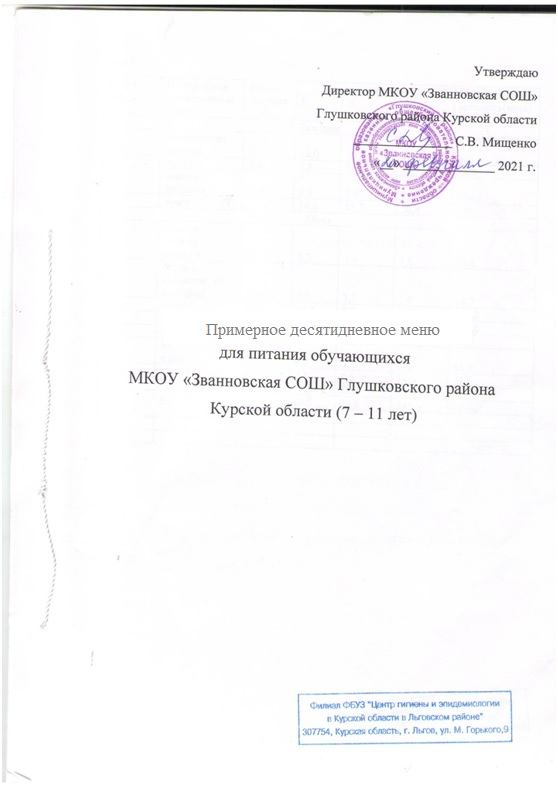 Утверждаю
Директор МКОУ «Званновская СОШ»
Глушковского района Курской области
С.В. Мищенко
2021 г.
Примерное десятидневное меню
для питания обучающихся
МКОУ «Званновская СОШ» Глушковского района
Курской области (7 – 11 лет)
Филиал ФБУЗ "Центр гигиены и эпидемиологии
в Курской области в Льговском районе"
307754, Курская область, г. Льгов, ул. М. Горького,9